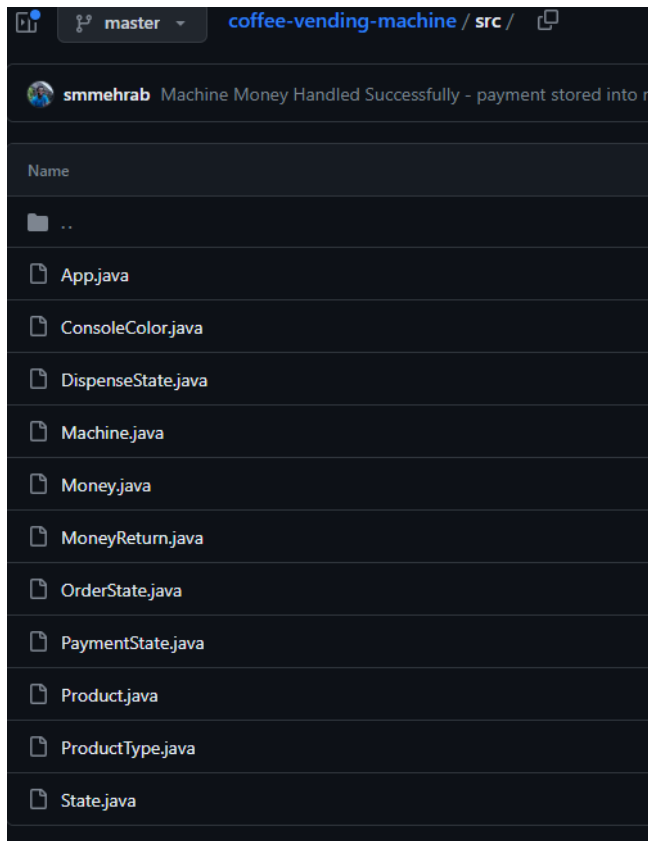 master coffee-vending-machine / src /
smmehrab Machine Money Handled Successfully - payment stored into
Name
..
App.java
ConsoleColor.java
DispenseState.java
Machine.java
Money.java
MoneyReturn.java
OrderState.java
PaymentState.java
Product.java
ProductType.java
State.java